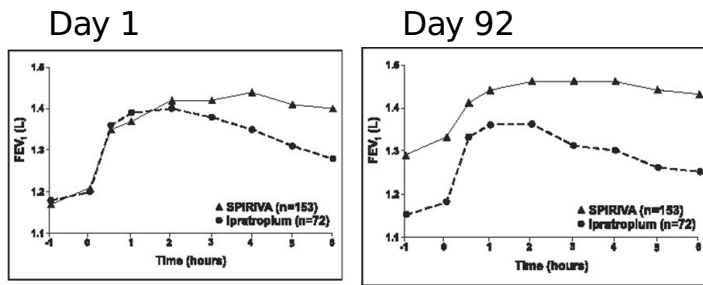 Day 1
Day 92
1.5
1.4
1.3
1.2
1.1
FEV₁ (L)
▲ SPIRIVA (n=153)
● Ipratropium (n=72)
-1 0 1 2 3 4 5 6
Time (hours)
1.5
1.4
1.3
1.2
1.1
FEV₁ (L)
▲ SPIRIVA (n=153)
● Ipratropium (n=72)
-1 0 1 2 3 4 5 6
Time (hours)